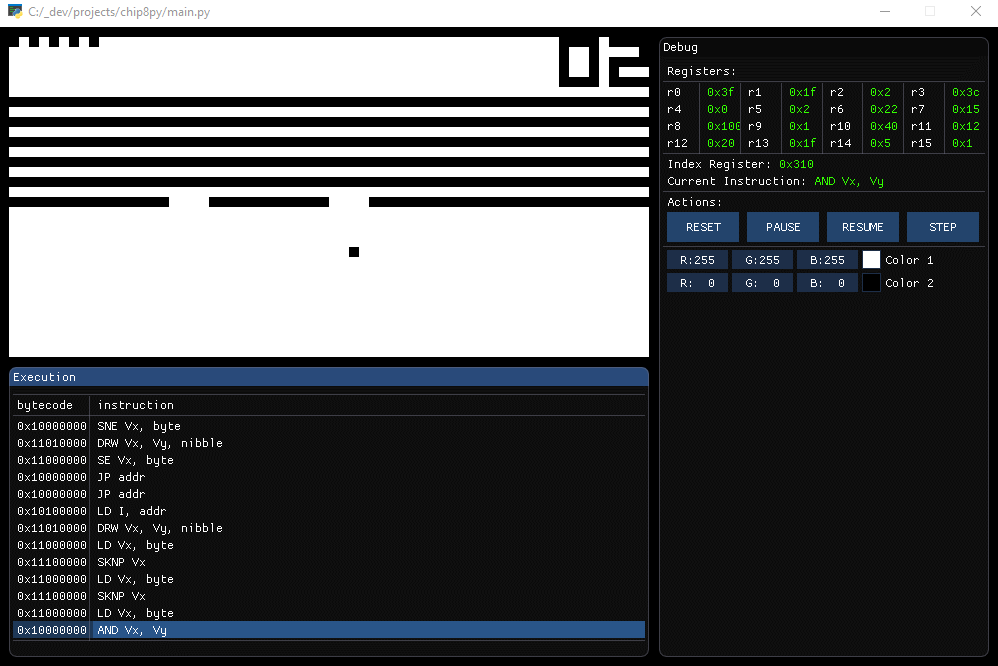 C:/_dev/projects/chip8py/main.py
02
Debug
Registers:
r0 0x3f r1 0x1f r2 0x2 r3 0x3c
r4 0x0 r5 0x2 r6 0x22 r7 0x15
r8 0x100 r9 0x1 r10 0x40 r11 0x12
r12 0x20 r13 0x1f r14 0x5 r15 0x1
Index Register: 0x310
Current Instruction: AND Vx, Vy
Actions:
RESET PAUSE RESUME STEP
R:255 G:255 B:255 Color 1
R: 0 G: 0 B: 0 Color 2
Execution
bytecode instruction
0x10000000 SNE Vx, byte
0x11010000 DRW Vx, Vy, nibble
0x11000000 SE Vx, byte
0x10000000 JP addr
0x10000000 JP addr
0x10100000 LD I, addr
0x11010000 DRW Vx, Vy, nibble
0x11000000 LD Vx, byte
0x11100000 SKNP Vx
0x11000000 LD Vx, byte
0x11100000 SKNP Vx
0x11000000 LD Vx, byte
0x10000000 AND Vx, Vy